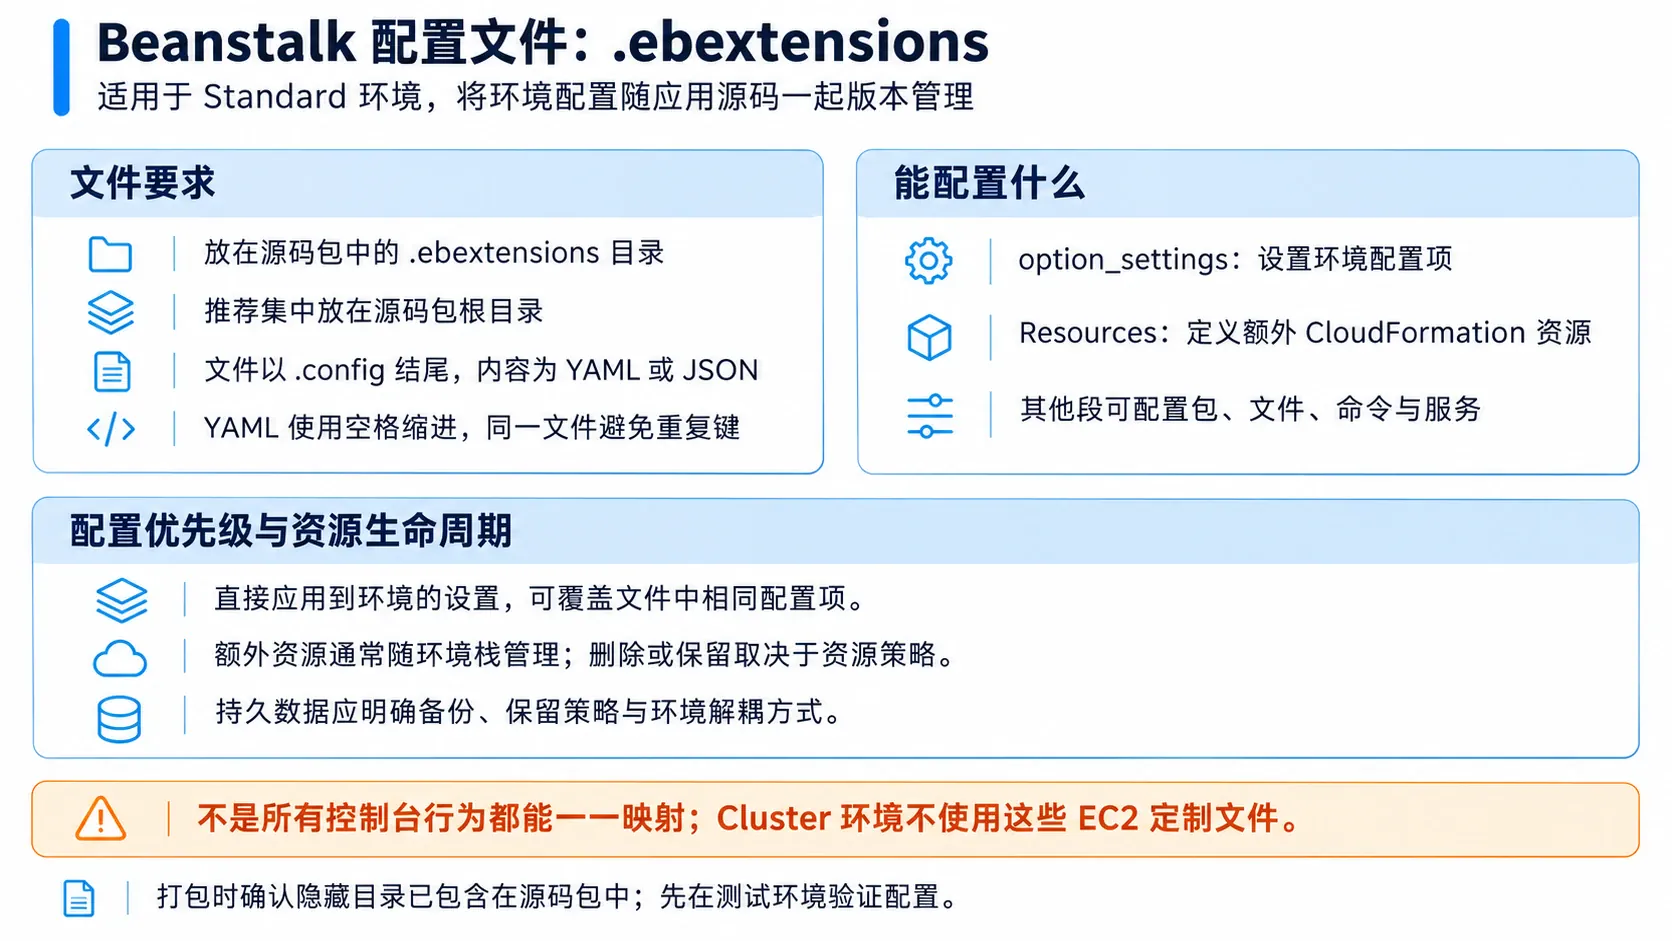 Beanstalk 配置文件：.ebextensions
适用于 Standard 环境，将环境配置随应用源码一起版本管理
文件要求
放在源码包中的 .ebextensions 目录
推荐集中放在源码包根目录
文件以 .config 结尾，内容为 YAML 或 JSON
YAML 使用空格缩进，同一文件避免重复键
能配置什么
option_settings：设置环境配置项
Resources：定义额外 CloudFormation 资源
其他段可配置包、文件、命令与服务
配置优先级与资源生命周期
直接应用到环境的设置，可覆盖文件中相同配置项。
额外资源通常随环境栈管理；删除或保留取决于资源策略。
持久数据应明确备份、保留策略与环境解耦方式。
不是所有控制台行为都能一一映射；Cluster 环境不使用这些 EC2 定制文件。
打包时确认隐藏目录已包含在源码包中；先在测试环境验证配置。